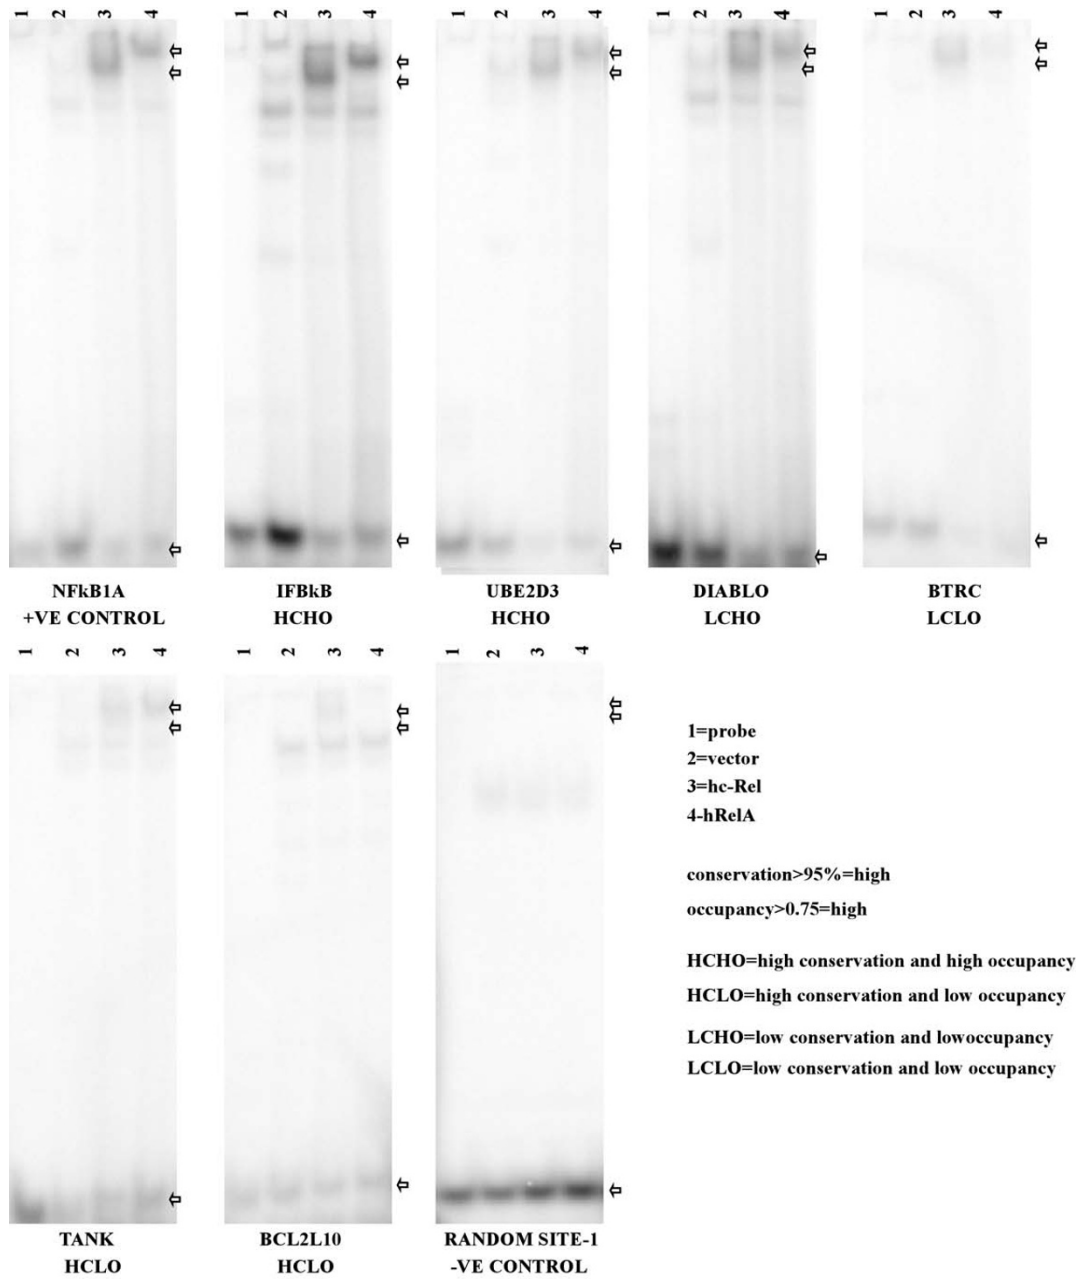 1 2 3 4
1 2 3 4
1 2 3 4
1 2 3 4
1 2 3 4
NFkB1A
+VE CONTROL
IFBkB
HCHO
UBE2D3
HCHO
DIABLO
LCHO
BTRC
LCLO
1 2 3 4
1 2 3 4
1 2 3 4
TANK
HCLO
BCL2L10
HCLO
RANDOM SITE-1
-VE CONTROL
1=probe
2=vector
3=hc-Rel
4-hRelA
conservation>95%=high
occupancy>0.75=high
HCHO=high conservation and high occupancy
HCLO=high conservation and low occupancy
LCHO=low conservation and lowoccupancy
LCLO=low conservation and low occupancy